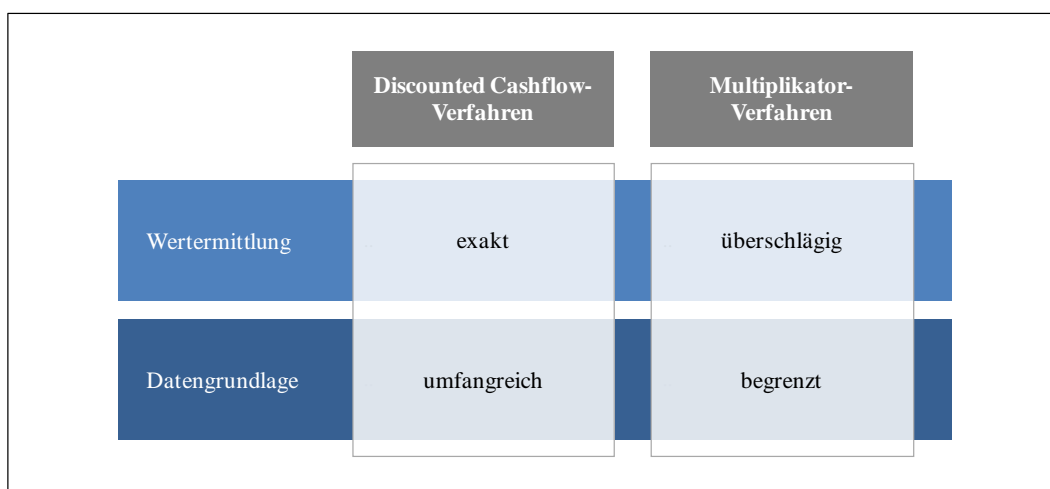 Discounted Cashflow-
Verfahren
Multiplikator-
Verfahren
Wertermittlung
exakt
überschlägig
Datengrundlage
umfangreich
begrenzt